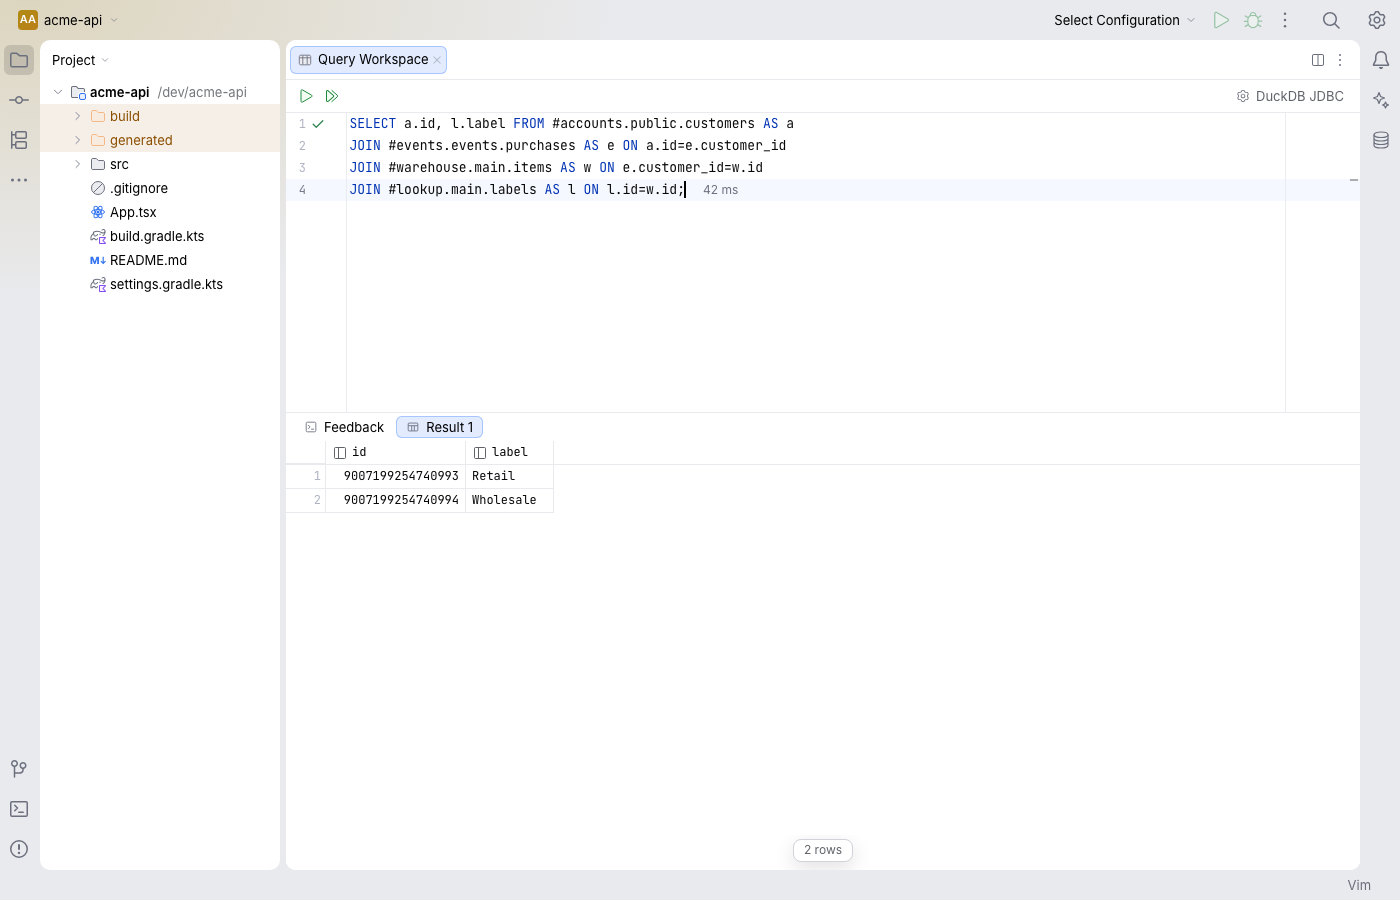 AA acme-api
Select Configuration
Project
Query Workspace
acme-api /dev/acme-api
build
generated
src
.gitignore
App.tsx
build.gradle.kts
M↓ README.md
settings.gradle.kts
DuckDB JDBC
1 SELECT a.id, l.label FROM #accounts.public.customers AS a
2 JOIN #events.events.purchases AS e ON a.id=e.customer_id
3 JOIN #warehouse.main.items AS w ON e.customer_id=w.id
4 JOIN #lookup.main.labels AS l ON l.id=w.id; 42 ms
Feedback Result 1
id label
1 9007199254740993 Retail
2 9007199254740994 Wholesale
2 rows
Vim